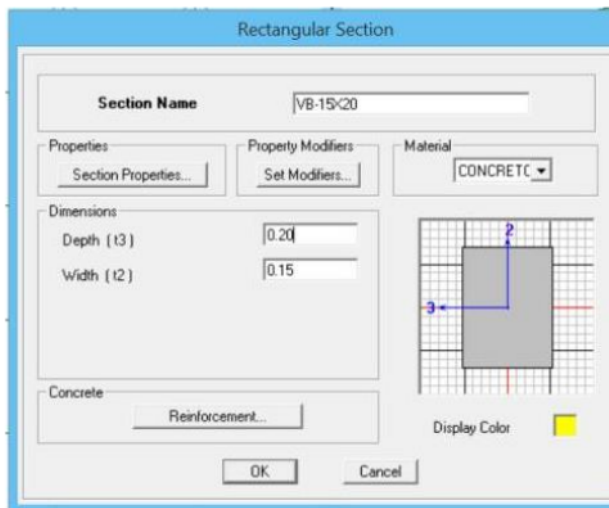 Rectangular Section
Section Name VB-15X20
Properties Property Modifiers Material
Section Properties... Set Modifiers... CONCRETC
Dimensions
Depth ( t3 ) 0.20
Width ( t2 ) 0.15
2
3
Concrete
Reinforcement...
Display Color
OK Cancel